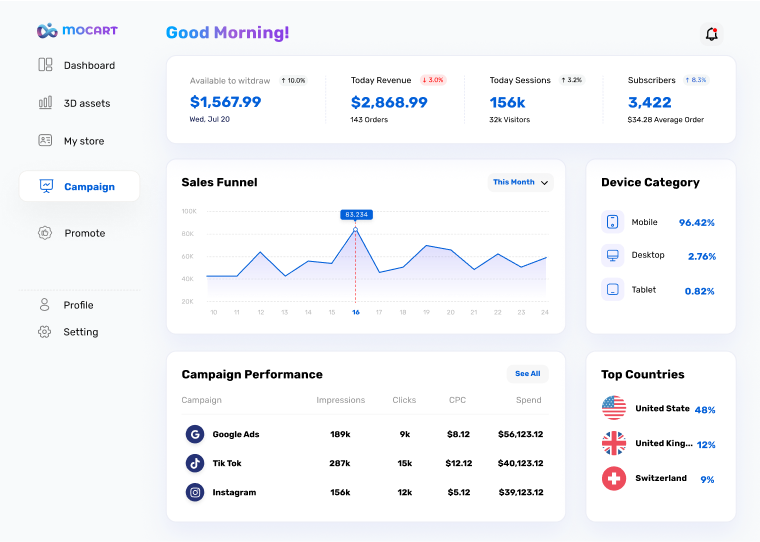 MOCART
Good Morning!
Dashboard
3D assets
My store
Campaign
Promote
Profile
Setting
Available to witdraw ↑ 10.0%
$1,567.99
Wed, Jul 20
Today Revenue ↓ 3.0%
$2,868.99
143 Orders
Today Sessions ↑ 3.2%
156k
32k Visitors
Subscribers ↑ 8.3%
3,422
$34.28 Average Order
Sales Funnel This Month
83,234
100K
80K
60K
40K
20K
10 11 12 13 14 15 16 17 18 19 20 21 22 23 24
Device Category
Mobile 96.42%
Desktop 2.76%
Tablet 0.82%
Campaign Performance See All
Campaign Impressions Clicks CPC Spend
Google Ads 189k 9k $8.12 $56,123.12
Tik Tok 287k 15k $12.12 $40,123.12
Instagram 156k 12k $5.12 $39,123.12
Top Countries
United State 48%
United King... 12%
Switzerland 9%